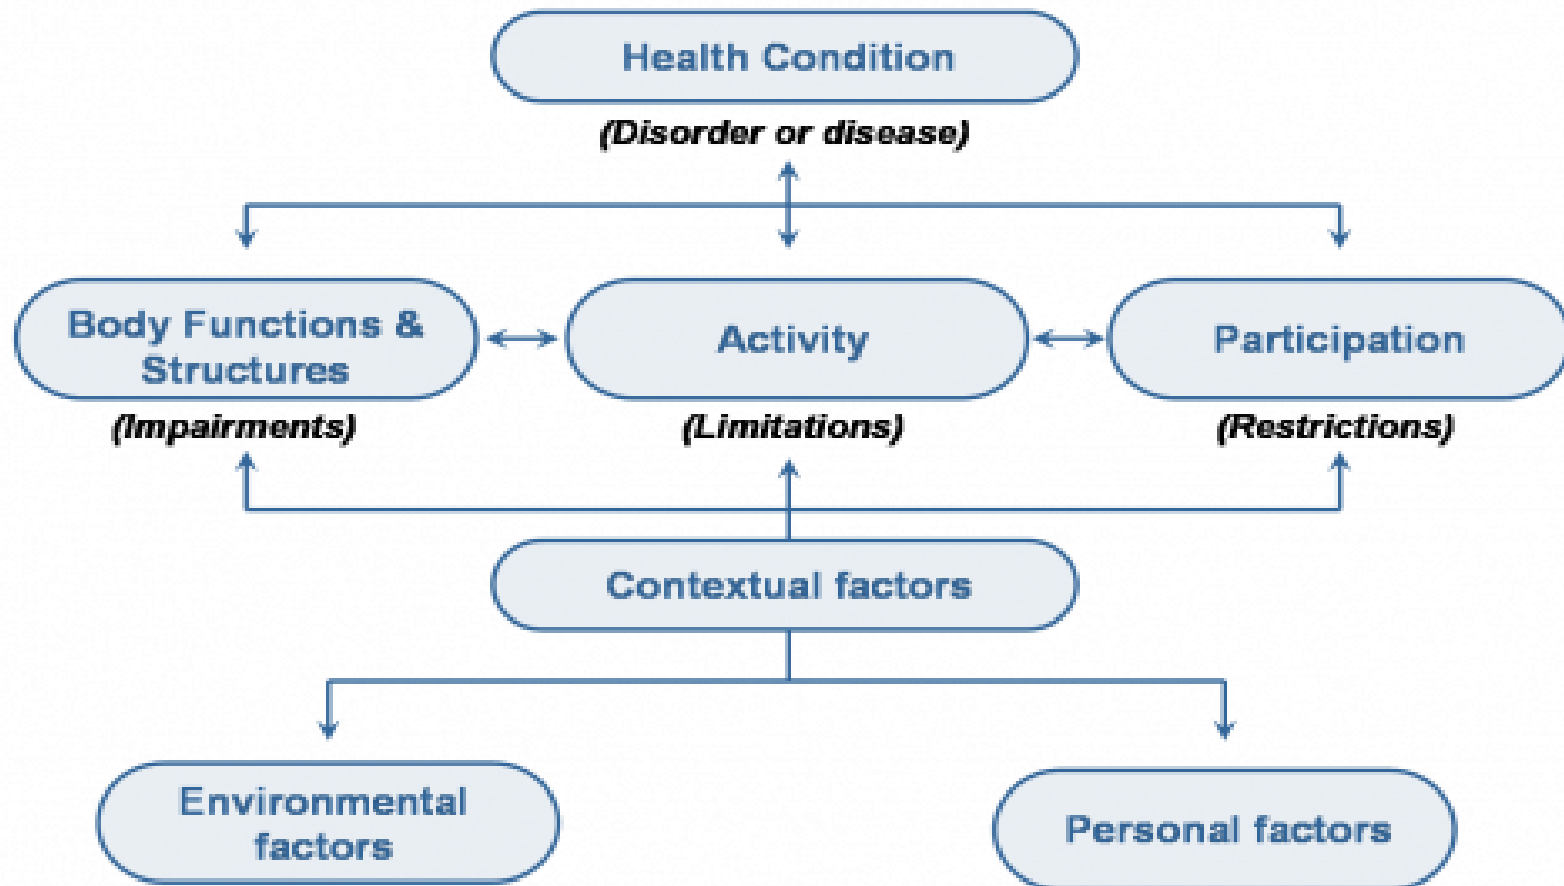 Health Condition
(Disorder or disease)
Body Functions &
Structures
Activity
Participation
(Impairments)
(Limitations)
(Restrictions)
Contextual factors
Environmental
factors
Personal factors